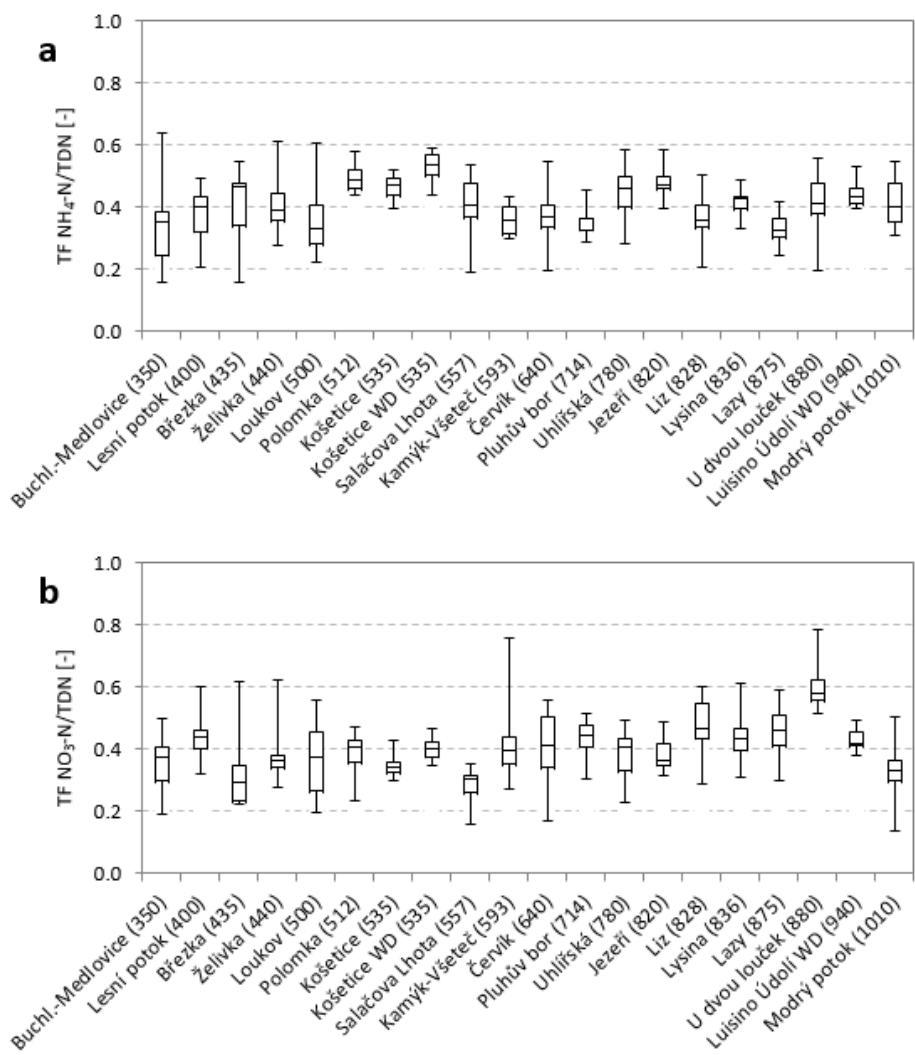 a
TF NH₄-N/TDN [-]
1.0
0.8
0.6
0.4
0.2
0.0
Buchl.-Medlovice (350)
Lesní potok (400)
Březka (435)
Želivka (440)
Loukov (500)
Polomka (512)
Košetice (535)
Košetice WD (535)
Salačova Lhota (557)
Kamýk-Všeteč (593)
Červík (640)
Pluhův bor (714)
Uhlířská (780)
Jezeří (820)
Liz (828)
Lysina (836)
Lazy (875)
U dvou louček (880)
Luisino Údolí WD (940)
Modrý potok (1010)
b
TF NO₃-N/TDN [-]
1.0
0.8
0.6
0.4
0.2
0.0
Buchl.-Medlovice (350)
Lesní potok (400)
Březka (435)
Želivka (440)
Loukov (500)
Polomka (512)
Košetice (535)
Košetice WD (535)
Salačova Lhota (557)
Kamýk-Všeteč (593)
Červík (640)
Pluhův bor (714)
Uhlířská (780)
Jezeří (820)
Liz (828)
Lysina (836)
Lazy (875)
U dvou louček (880)
Luisino Údolí WD (940)
Modrý potok (1010)